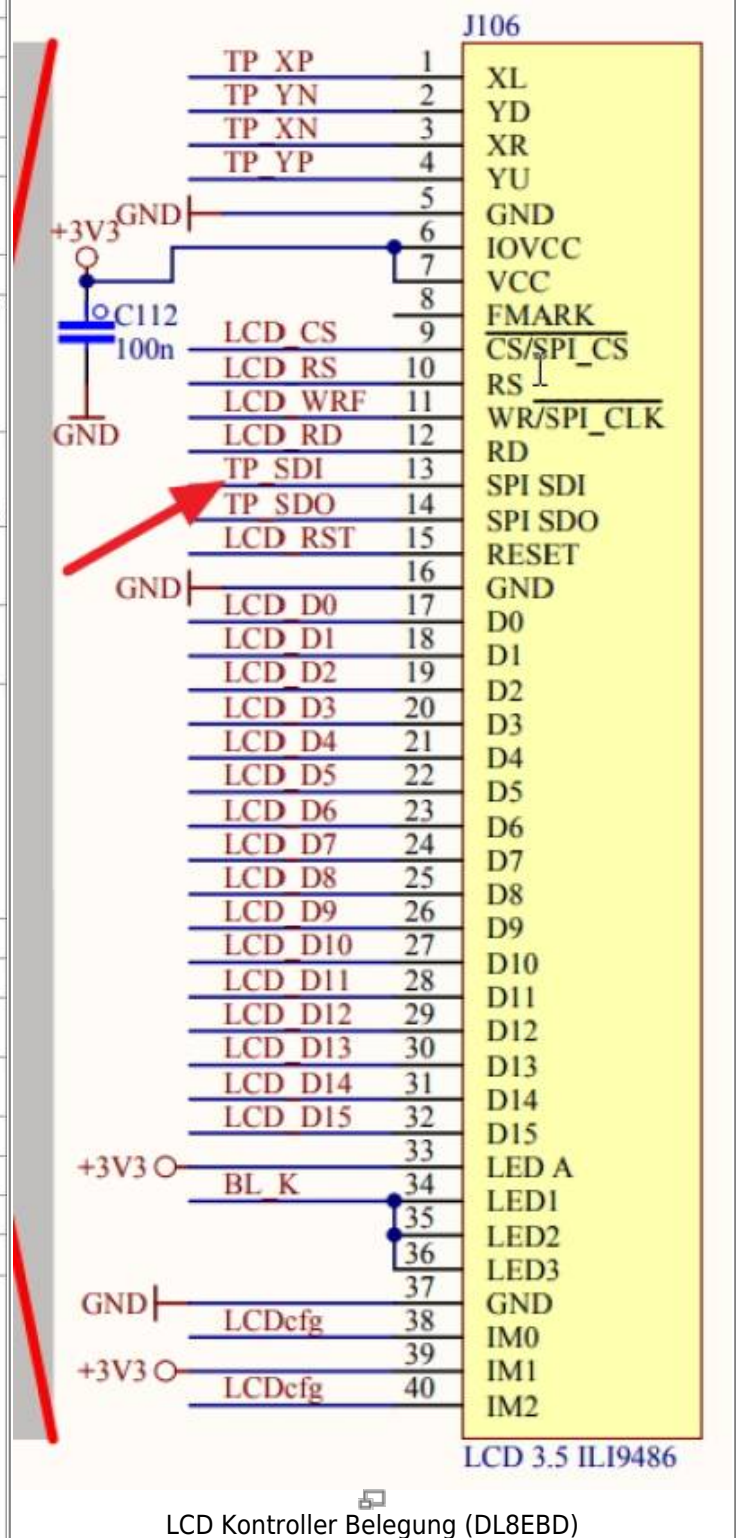 J106
TP_XP 1 XL
TP_YN 2 YD
TP_XN 3 XR
TP_YP 4 YU
GND 5 GND
+3V3 6 IOVCC
7 VCC
8 FMARK
C112
100n
GND
LCD_CS 9 CS/SPI_CS
LCD_RS 10 RS
LCD_WRF 11 WR/SPI_CLK
LCD_RD 12 RD
TP_SDI 13 SPI SDI
TP_SDO 14 SPI SDO
LCD_RST 15 RESET
GND 16 GND
LCD_D0 17 D0
LCD_D1 18 D1
LCD_D2 19 D2
LCD_D3 20 D3
LCD_D4 21 D4
LCD_D5 22 D5
LCD_D6 23 D6
LCD_D7 24 D7
LCD_D8 25 D8
LCD_D9 26 D9
LCD_D10 27 D10
LCD_D11 28 D11
LCD_D12 29 D12
LCD_D13 30 D13
LCD_D14 31 D14
LCD_D15 32 D15
+3V3 33 LED A
BL_K 34 LED1
35 LED2
36 LED3
GND 37 GND
LCDcfg 38 IM0
+3V3 39 IM1
LCDcfg 40 IM2
LCD 3.5 ILI9486
LCD Kontroller Belegung (DL8EBD)